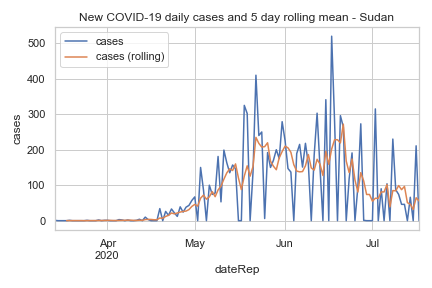 New COVID-19 daily cases and 5 day rolling mean - Sudan
cases
cases (rolling)
500
400
300
200
100
0
cases
Apr
2020
May
Jun
Jul
dateRep